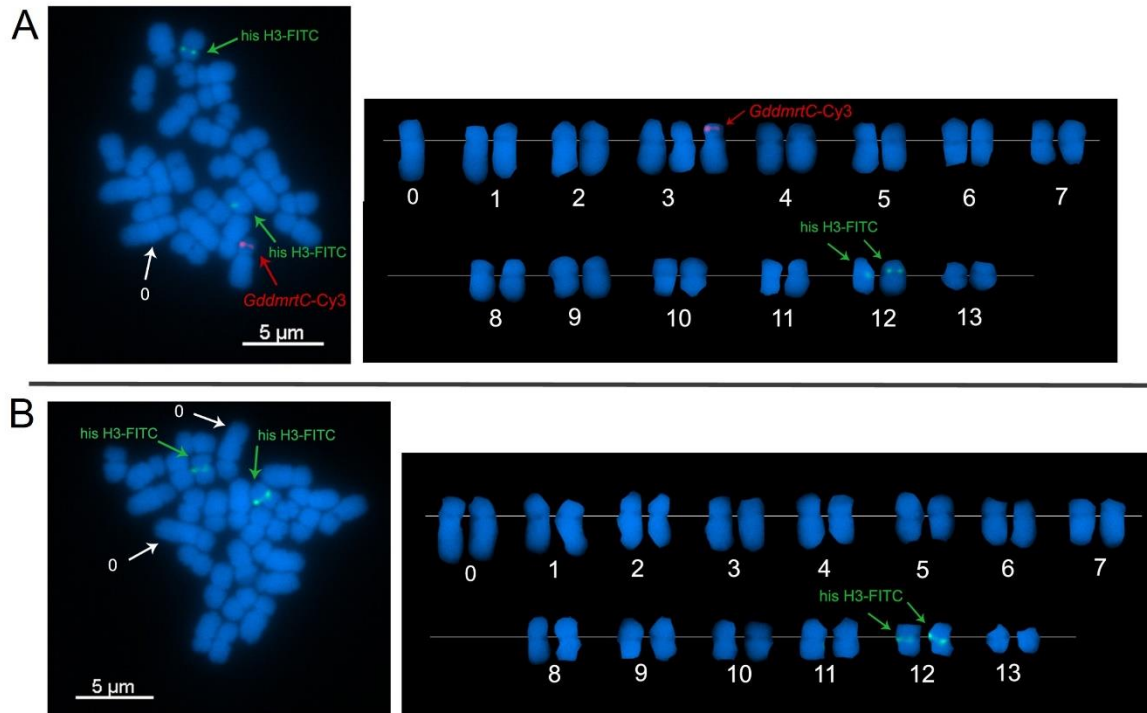 A
his H3-FITC
his H3-FITC
GddmrtC-Cy3
0
5 µm
GddmrtC-Cy3
0 1 2 3 4 5 6 7
his H3-FITC
8 9 10 11 12 13
B
0
his H3-FITC
his H3-FITC
0
5 µm
0 1 2 3 4 5 6 7
his H3-FITC
8 9 10 11 12 13